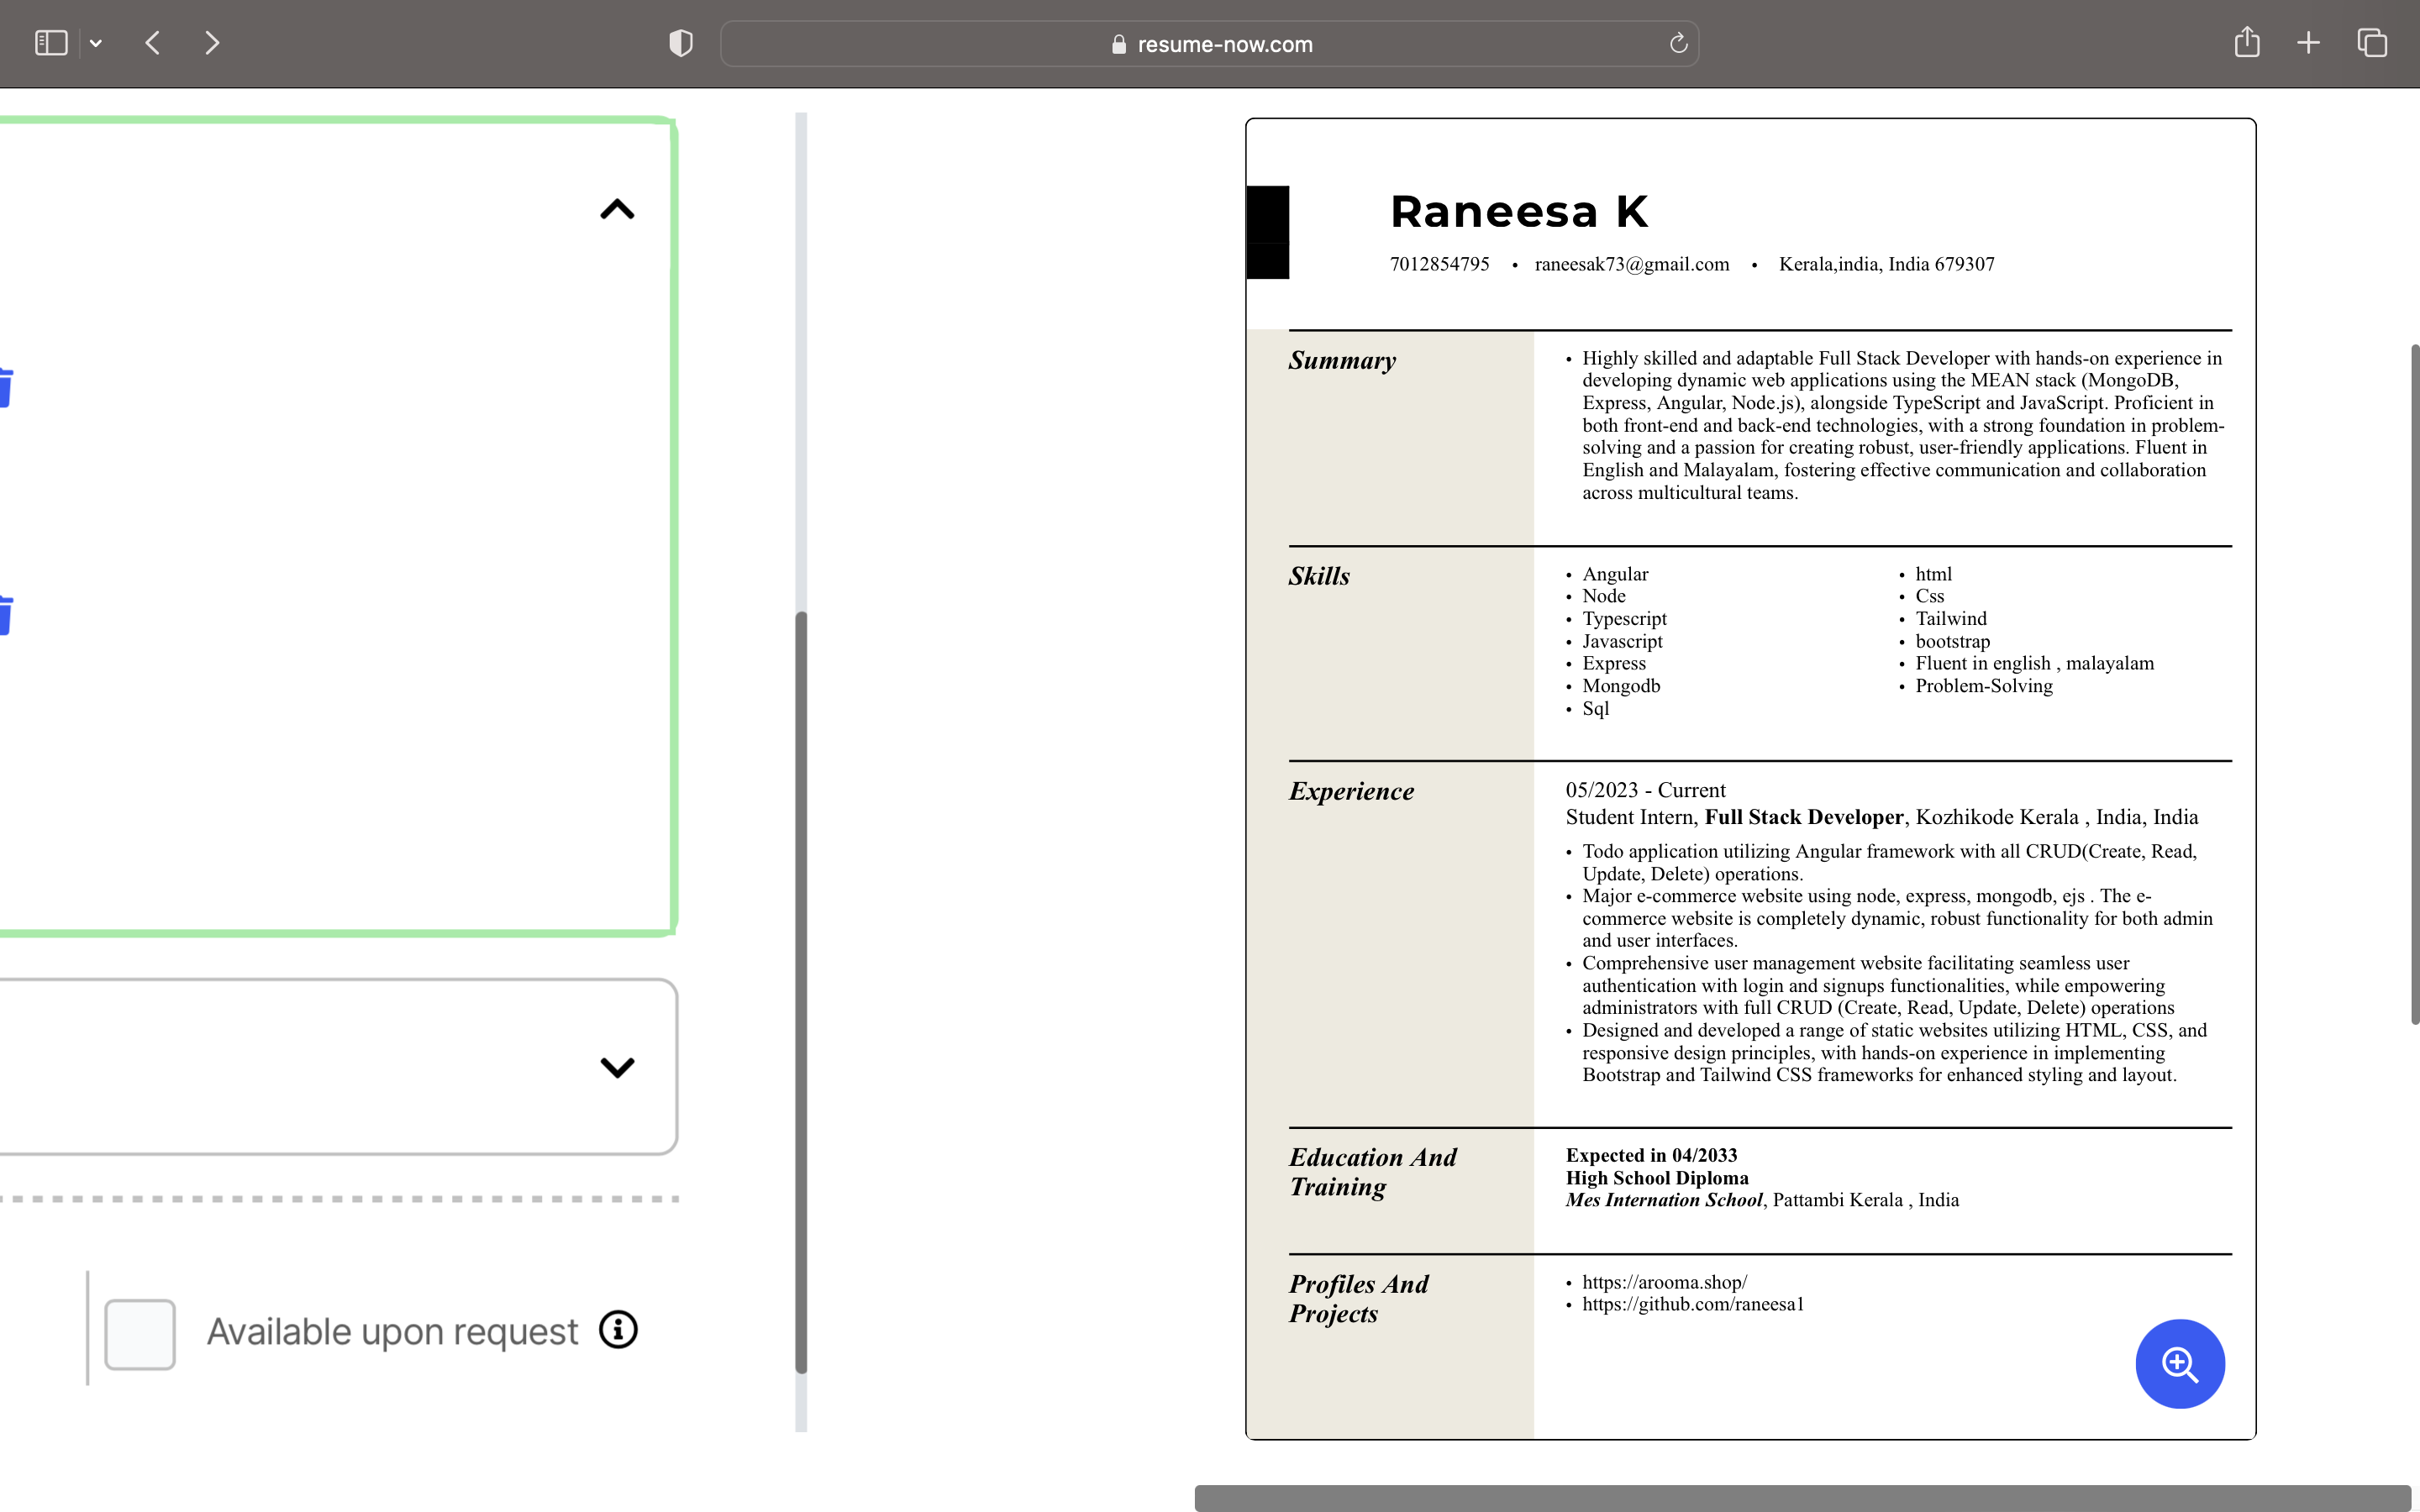 resume-now.com
Available upon request
Raneesa K
7012854795 • raneesak73@gmail.com • Kerala,india, India 679307
Summary
• Highly skilled and adaptable Full Stack Developer with hands-on experience in
developing dynamic web applications using the MEAN stack (MongoDB,
Express, Angular, Node.js), alongside TypeScript and JavaScript. Proficient in
both front-end and back-end technologies, with a strong foundation in problem-
solving and a passion for creating robust, user-friendly applications. Fluent in
English and Malayalam, fostering effective communication and collaboration
across multicultural teams.
Skills
• Angular
• Node
• Typescript
• Javascript
• Express
• Mongodb
• Sql
• html
• Css
• Tailwind
• bootstrap
• Fluent in english , malayalam
• Problem-Solving
Experience
05/2023 - Current
Student Intern, Full Stack Developer, Kozhikode Kerala , India, India
• Todo application utilizing Angular framework with all CRUD(Create, Read,
Update, Delete) operations.
• Major e-commerce website using node, express, mongodb, ejs . The e-
commerce website is completely dynamic, robust functionality for both admin
and user interfaces.
• Comprehensive user management website facilitating seamless user
authentication with login and signups functionalities, while empowering
administrators with full CRUD (Create, Read, Update, Delete) operations
• Designed and developed a range of static websites utilizing HTML, CSS, and
responsive design principles, with hands-on experience in implementing
Bootstrap and Tailwind CSS frameworks for enhanced styling and layout.
Education And
Training
Expected in 04/2033
High School Diploma
Mes Internation School, Pattambi Kerala , India
Profiles And
Projects
• https://arooma.shop/
• https://github.com/raneesa1